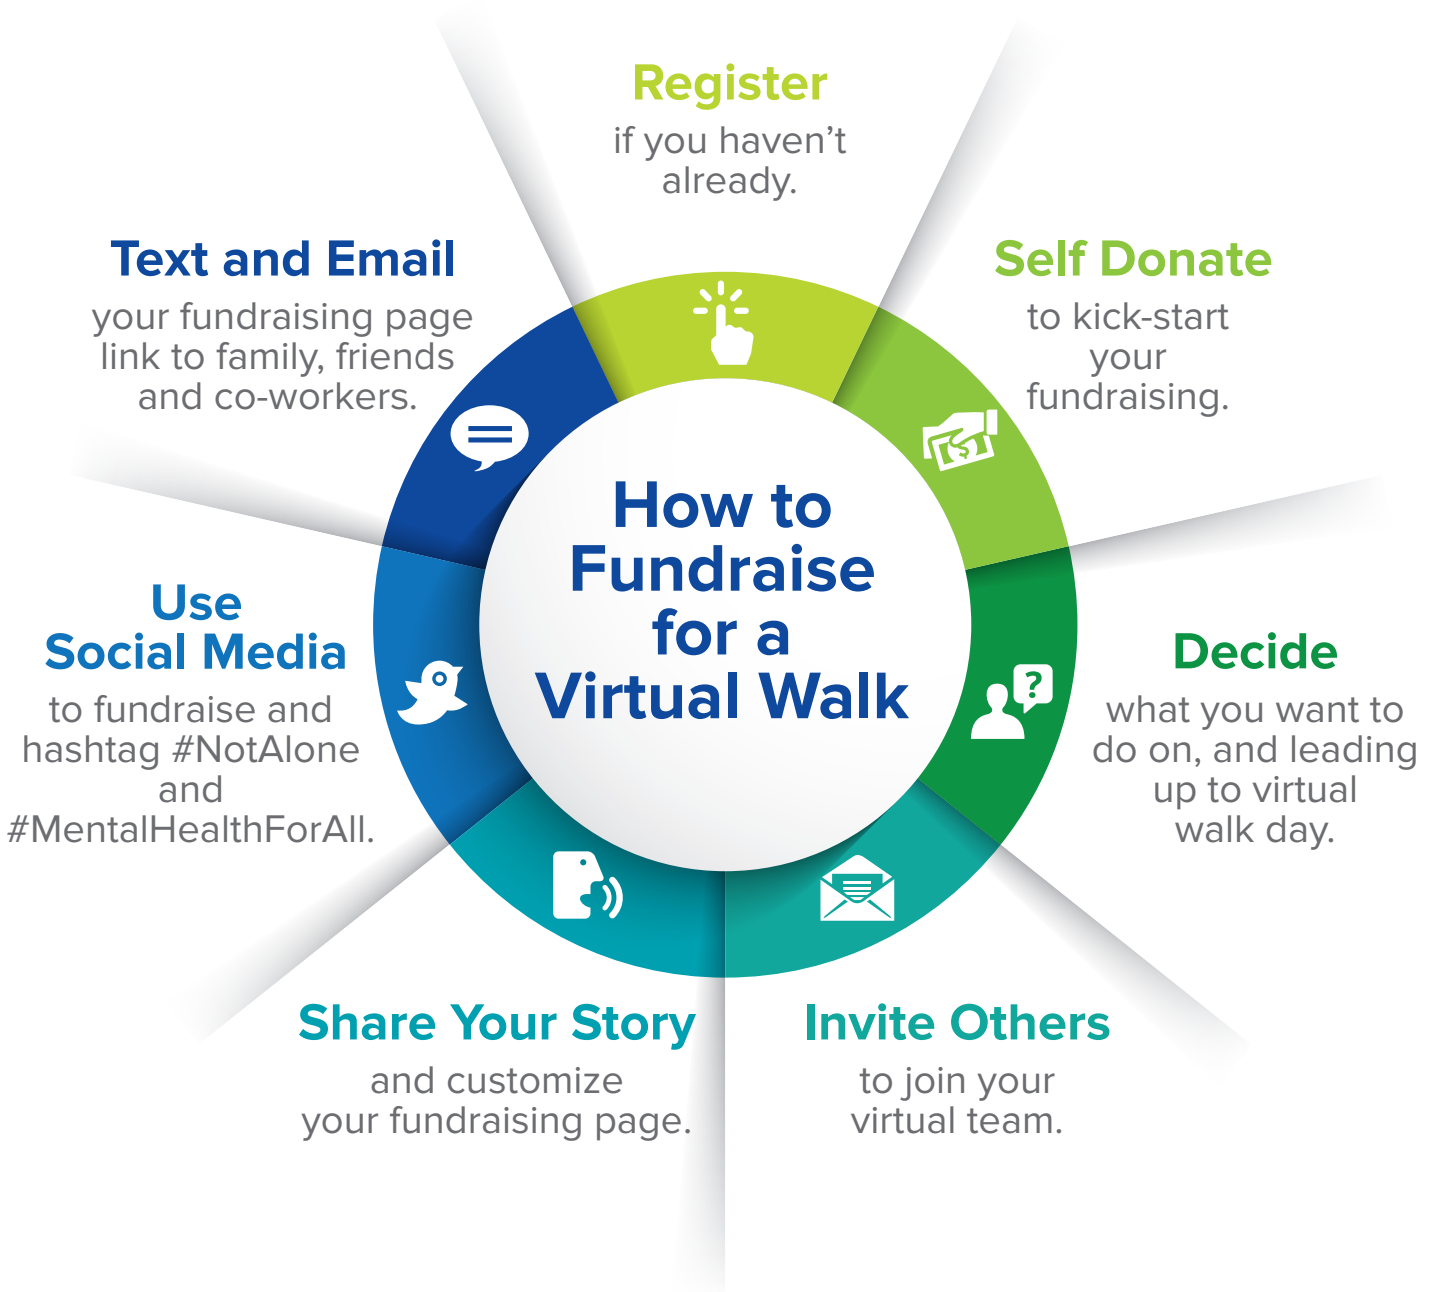 How to
Fundraise
for a
Virtual Walk
Register
if you haven’t
already.
Self Donate
to kick-start
your
fundraising.
Decide
what you want to
do on, and leading
up to virtual
walk day.
Invite Others
to join your
virtual team.
Share Your Story
and customize
your fundraising page.
Use
Social Media
to fundraise and
hashtag #NotAlone
and
#MentalHealthForAll.
Text and Email
your fundraising page
link to family, friends
and co-workers.
?
$